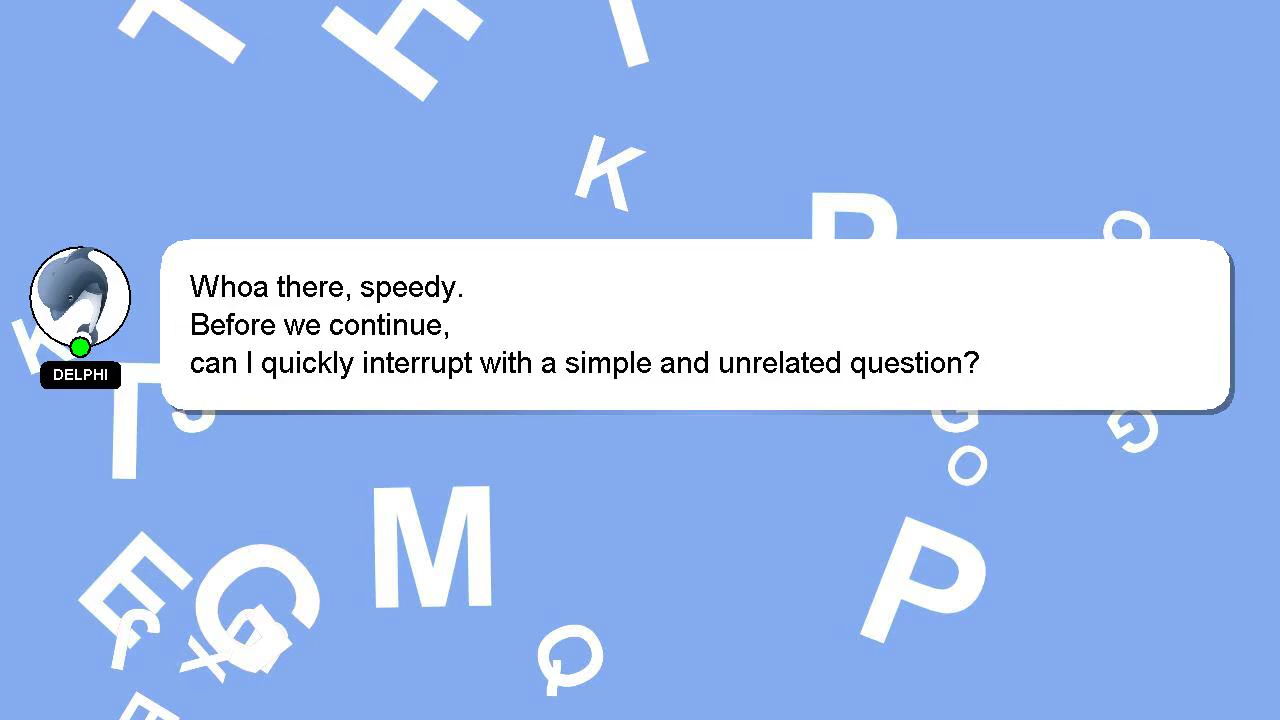 T
H
T
K
P
O
Whoa there, speedy.
Before we continue,
can I quickly interrupt with a simple and unrelated question?
K
DELPHI
T
J
G
G
O
M
P
E
G
J
X
Q
E